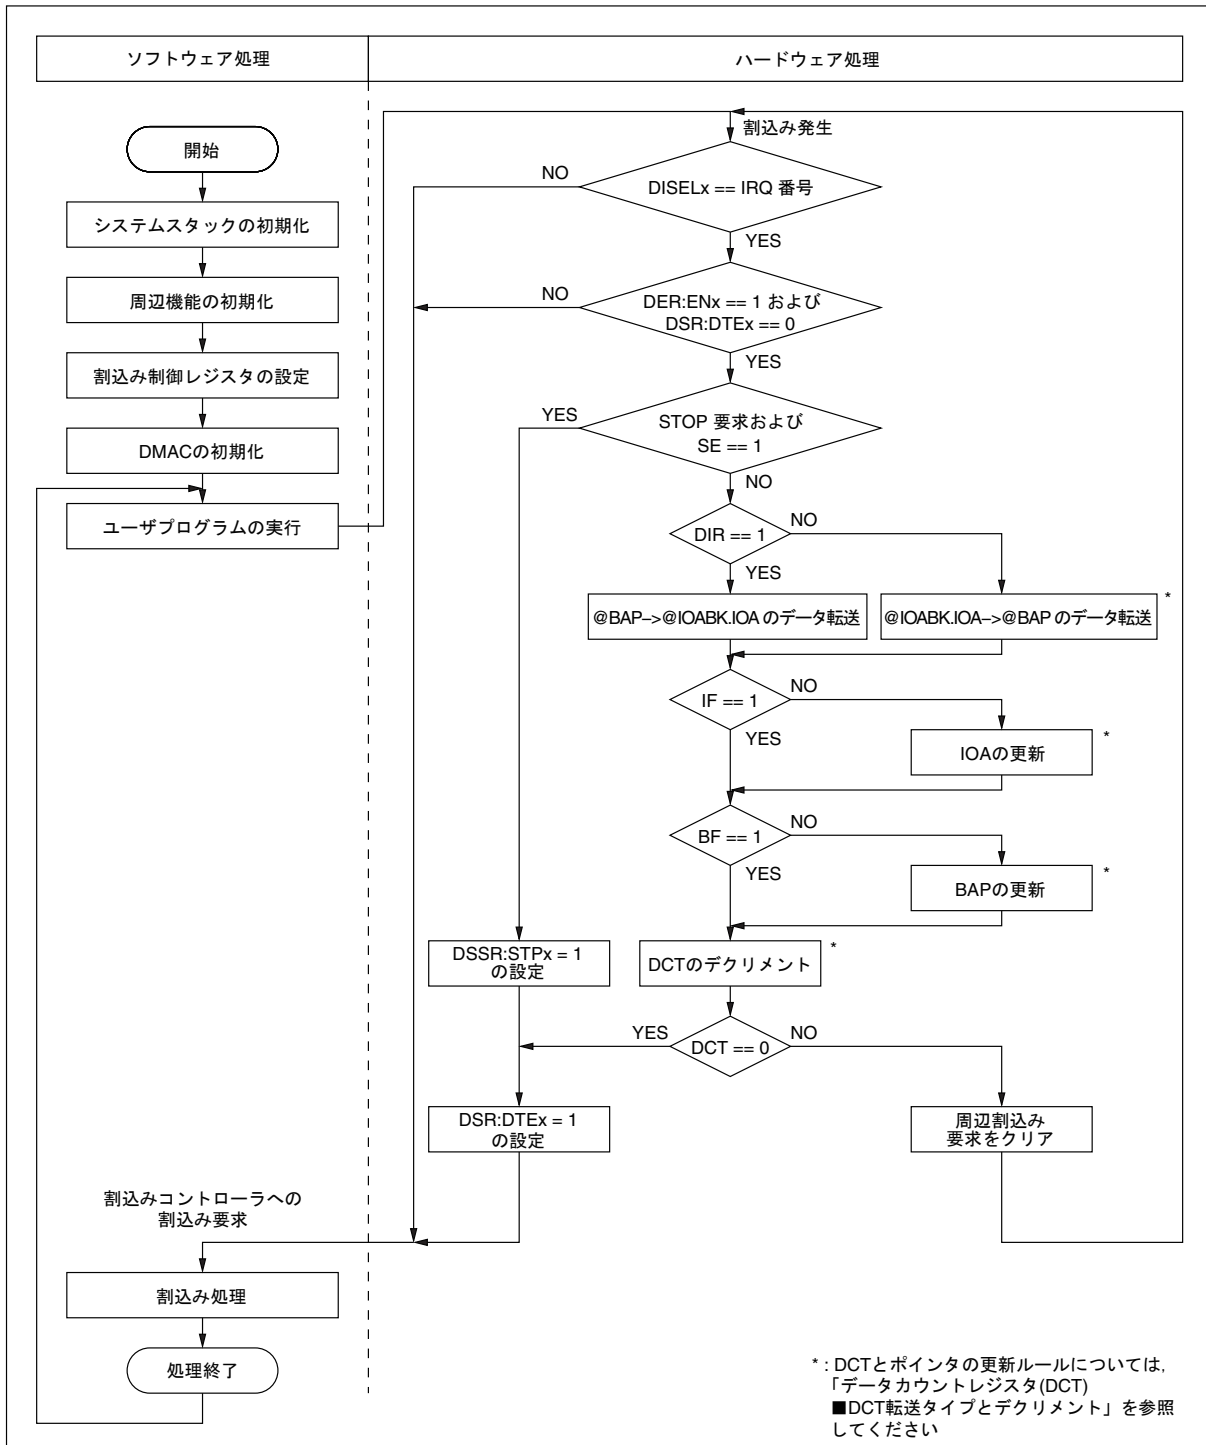 ソフトウェア処理
ハードウェア処理
開始
システムスタックの初期化
周辺機能の初期化
割込み制御レジスタの設定
DMACの初期化
ユーザプログラムの実行
割込み発生
DISELx == IRQ 番号
NO
YES
DER:ENx == 1 および
DSR:DTEx == 0
NO
YES
STOP 要求および
SE == 1
YES
NO
DIR == 1
NO
YES
@BAP–>@IOABK.IOA のデータ転送
@IOABK.IOA–>@BAP のデータ転送
*
IF == 1
NO
YES
IOAの更新
*
BF == 1
NO
YES
BAPの更新
*
DSSR:STPx = 1
の設定
DCTのデクリメント
*
DCT == 0
YES
NO
DSR:DTEx = 1
の設定
周辺割込み
要求をクリア
割込みコントローラへの
割込み要求
割込み処理
処理終了
* : DCTとポインタの更新ルールについては,
「データカウントレジスタ(DCT)
■DCT転送タイプとデクリメント」を参照
してください